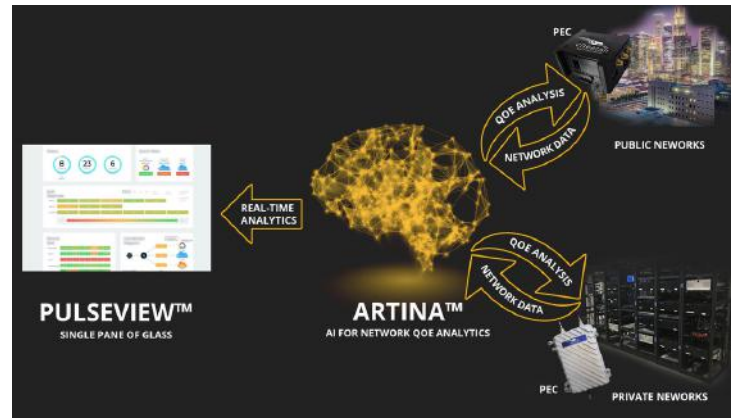 PEC
QOE ANALYSIS
NETWORK DATA
PUBLIC NEWORKS
8
23
6
REAL-TIME
ANALYTICS
QOE ANALYSIS
NETWORK DATA
PULSEVIEW™
SINGLE PANE OF GLASS
ARTINA™
AI FOR NETWORK QOE ANALYTICS
PEC
PRIVATE NEWORKS